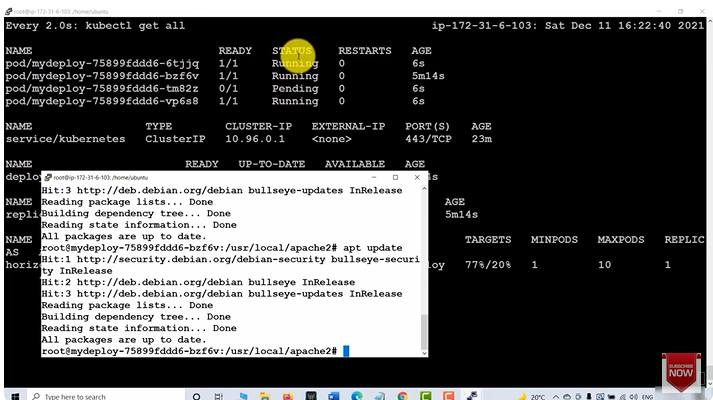 root@ip-172-31-6-103: /home/ubuntu
Every 2.0s: kubectl get all ip-172-31-6-103: Sat Dec 11 16:22:40 2021
NAME READY STATUS RESTARTS AGE
pod/mydeploy-75899fddd6-6tjjq 1/1 Running 0 6s
pod/mydeploy-75899fddd6-bzf6v 1/1 Running 0 5m14s
pod/mydeploy-75899fddd6-tm82z 0/1 Pending 0 6s
pod/mydeploy-75899fddd6-vp6s8 1/1 Running 0 6s
NAME TYPE CLUSTER-IP EXTERNAL-IP PORT(S) AGE
service/kubernetes ClusterIP 10.96.0.1 <none> 443/TCP 23m
NAME READY UP-TO-DATE AVAILABLE AGE
deplo
s
AGE
repli
5m14s
NAME TARGETS MINPODS MAXPODS REPLIC
AS A
horizo
loy 77%/20% 1 10 1
root@ip-172-31-6-103: /home/ubuntu
Hit:3 http://deb.debian.org/debian bullseye-updates InRelease
Reading package lists... Done
Building dependency tree... Done
Reading state information... Done
All packages are up to date.
root@mydeploy-75899fddd6-bzf6v:/usr/local/apache2# apt update
Hit:1 http://security.debian.org/debian-security bullseye-securi
ty InRelease
Hit:2 http://deb.debian.org/debian bullseye InRelease
Hit:3 http://deb.debian.org/debian bullseye-updates InRelease
Reading package lists... Done
Building dependency tree... Done
Reading state information... Done
All packages are up to date.
root@mydeploy-75899fddd6-bzf6v:/usr/local/apache2#
SUBSCRIBE
NOW
Type here to search
20°C
ENG